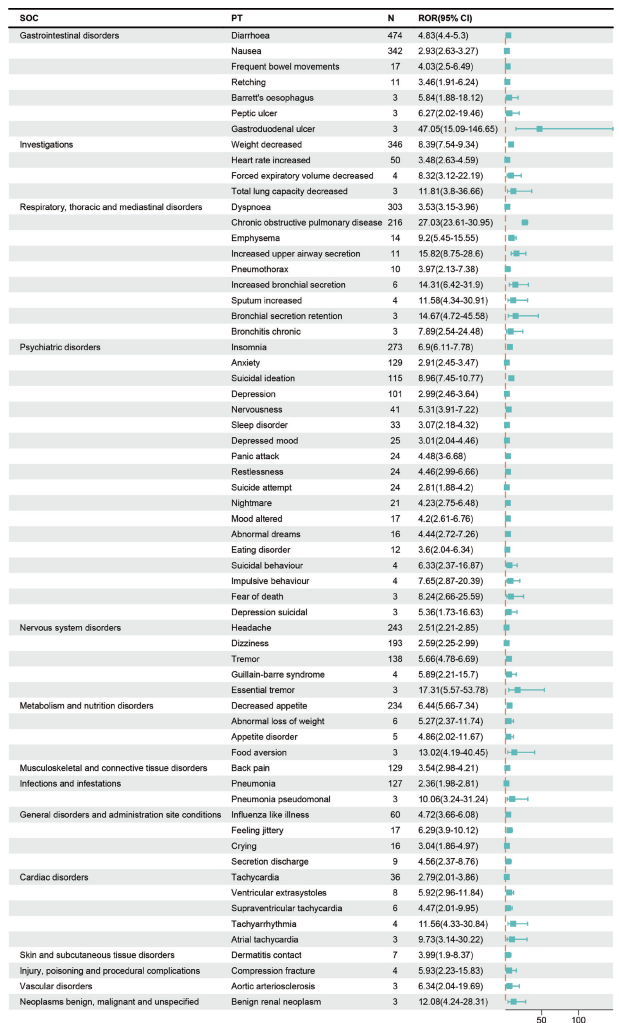 SOC PT N ROR(95% CI)
Gastrointestinal disorders Diarrhoea 474 4.83(4.4-5.3)
Nausea 342 2.93(2.63-3.27)
Frequent bowel movements 17 4.03(2.5-6.49)
Retching 11 3.46(1.91-6.24)
Barrett's oesophagus 3 5.84(1.88-18.12)
Peptic ulcer 3 6.27(2.02-19.46)
Gastroduodenal ulcer 3 47.05(15.09-146.65)
Investigations Weight decreased 346 8.39(7.54-9.34)
Heart rate increased 50 3.48(2.63-4.59)
Forced expiratory volume decreased 4 8.32(3.12-22.19)
Total lung capacity decreased 3 11.81(3.8-36.66)
Respiratory, thoracic and mediastinal disorders Dyspnoea 303 3.53(3.15-3.96)
Chronic obstructive pulmonary disease 216 27.03(23.61-30.95)
Emphysema 14 9.2(5.45-15.55)
Increased upper airway secretion 11 15.82(8.75-28.6)
Pneumothorax 10 3.97(2.13-7.38)
Increased bronchial secretion 6 14.31(6.42-31.9)
Sputum increased 4 11.58(4.34-30.91)
Bronchial secretion retention 3 14.67(4.72-45.58)
Bronchitis chronic 3 7.89(2.54-24.48)
Psychiatric disorders Insomnia 273 6.9(6.11-7.78)
Anxiety 129 2.91(2.45-3.47)
Suicidal ideation 115 8.96(7.45-10.77)
Depression 101 2.99(2.46-3.64)
Nervousness 41 5.31(3.91-7.22)
Sleep disorder 33 3.07(2.18-4.32)
Depressed mood 25 3.01(2.04-4.46)
Panic attack 24 4.48(3-6.68)
Restlessness 24 4.46(2.99-6.66)
Suicide attempt 24 2.81(1.88-4.2)
Nightmare 21 4.23(2.75-6.48)
Mood altered 17 4.2(2.61-6.76)
Abnormal dreams 16 4.44(2.72-7.26)
Eating disorder 12 3.6(2.04-6.34)
Suicidal behaviour 4 6.33(2.37-16.87)
Impulsive behaviour 4 7.65(2.87-20.39)
Fear of death 3 8.24(2.66-25.59)
Depression suicidal 3 5.36(1.73-16.63)
Nervous system disorders Headache 243 2.51(2.21-2.85)
Dizziness 193 2.59(2.25-2.99)
Tremor 138 5.66(4.78-6.69)
Guillain-barre syndrome 4 5.89(2.21-15.7)
Essential tremor 3 17.31(5.57-53.78)
Metabolism and nutrition disorders Decreased appetite 234 6.44(5.66-7.34)
Abnormal loss of weight 6 5.27(2.37-11.74)
Appetite disorder 5 4.86(2.02-11.67)
Food aversion 3 13.02(4.19-40.45)
Musculoskeletal and connective tissue disorders Back pain 129 3.54(2.98-4.21)
Infections and infestations Pneumonia 127 2.36(1.98-2.81)
Pneumonia pseudomonal 3 10.06(3.24-31.24)
General disorders and administration site conditions Influenza like illness 60 4.72(3.66-6.08)
Feeling jittery 17 6.29(3.9-10.12)
Crying 16 3.04(1.86-4.97)
Secretion discharge 9 4.56(2.37-8.76)
Cardiac disorders Tachycardia 36 2.79(2.01-3.86)
Ventricular extrasystoles 8 5.92(2.96-11.84)
Supraventricular tachycardia 6 4.47(2.01-9.95)
Tachyarrhythmia 4 11.56(4.33-30.84)
Atrial tachycardia 3 9.73(3.14-30.22)
Skin and subcutaneous tissue disorders Dermatitis contact 7 3.99(1.9-8.37)
Injury, poisoning and procedural complications Compression fracture 4 5.93(2.23-15.83)
Vascular disorders Aortic arteriosclerosis 3 6.34(2.04-19.69)
Neoplasms benign, malignant and unspecified Benign renal neoplasm 3 12.08(4.24-28.31)
50 100